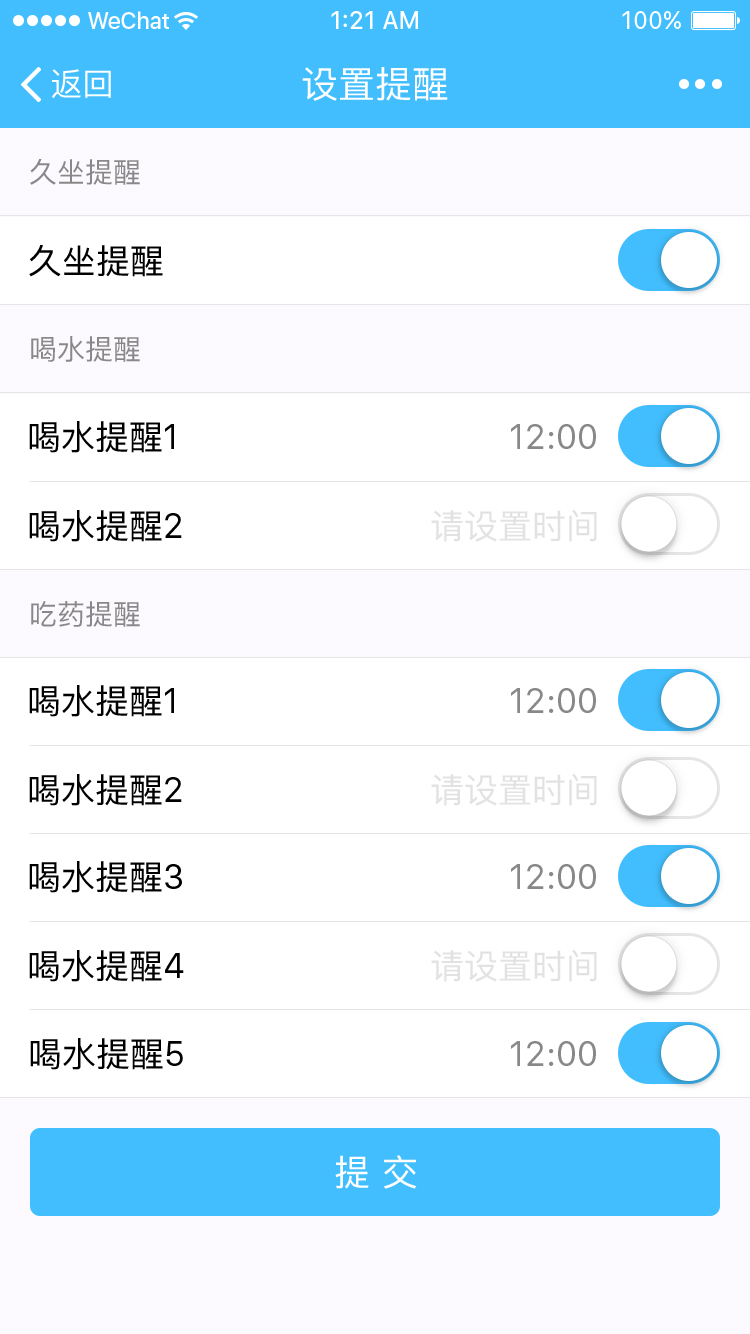 WeChat 1:21 AM 100%
返回 设置提醒
久坐提醒
久坐提醒
喝水提醒
喝水提醒1 12:00
喝水提醒2 请设置时间
吃药提醒
喝水提醒1 12:00
喝水提醒2 请设置时间
喝水提醒3 12:00
喝水提醒4 请设置时间
喝水提醒5 12:00
提 交